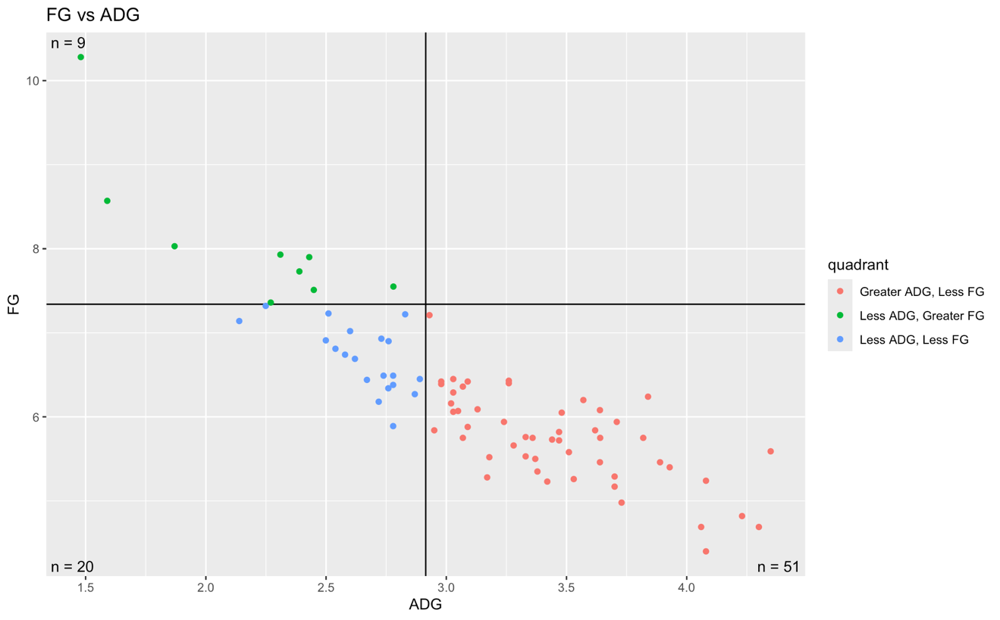 FG vs ADG
n = 9
10
8
6
FG
n = 20
n = 51
1.5 2.0 2.5 3.0 3.5 4.0
ADG
quadrant
Greater ADG, Less FG
Less ADG, Greater FG
Less ADG, Less FG